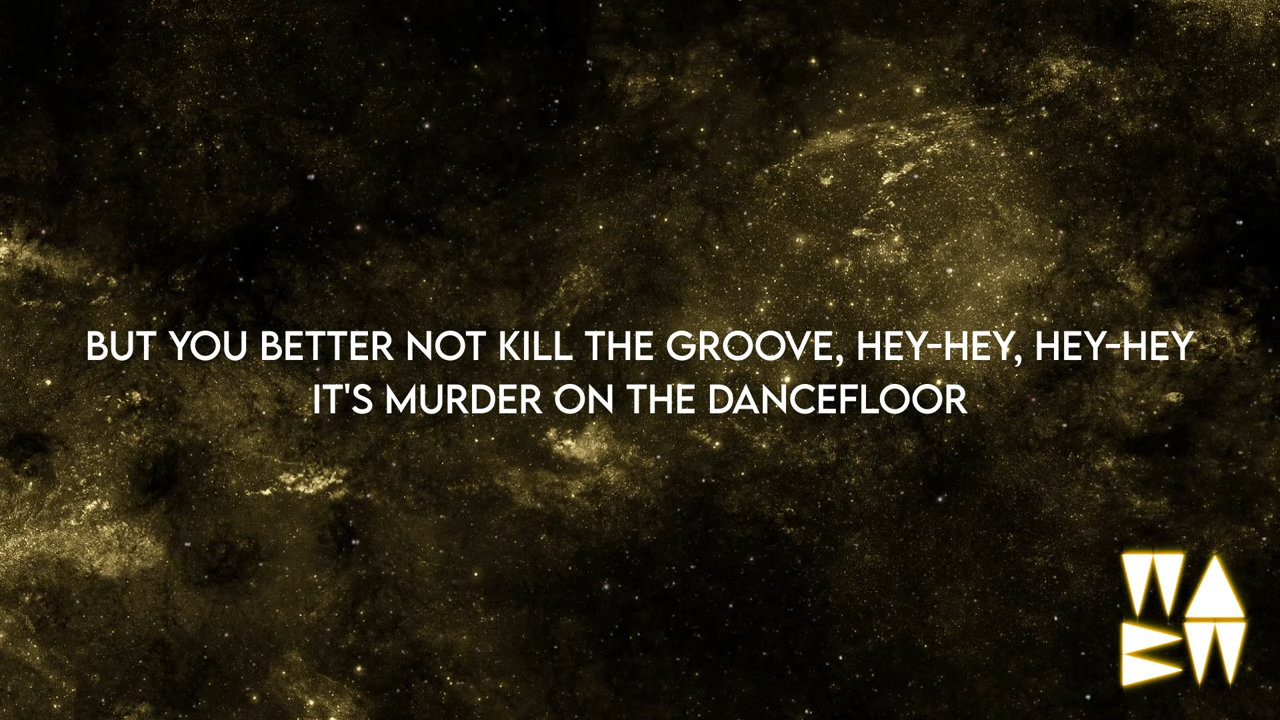 BUT YOU BETTER NOT KILL THE GROOVE, HEY-HEY, HEY-HEY
IT'S MURDER ON THE DANCEFLOOR